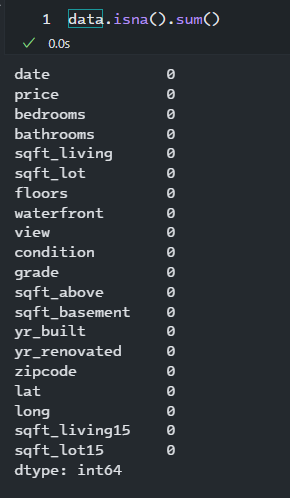 1 data.isna().sum()
0.0s
date 0
price 0
bedrooms 0
bathrooms 0
sqft_living 0
sqft_lot 0
floors 0
waterfront 0
view 0
condition 0
grade 0
sqft_above 0
sqft_basement 0
yr_built 0
yr_renovated 0
zipcode 0
lat 0
long 0
sqft_living15 0
sqft_lot15 0
dtype: int64